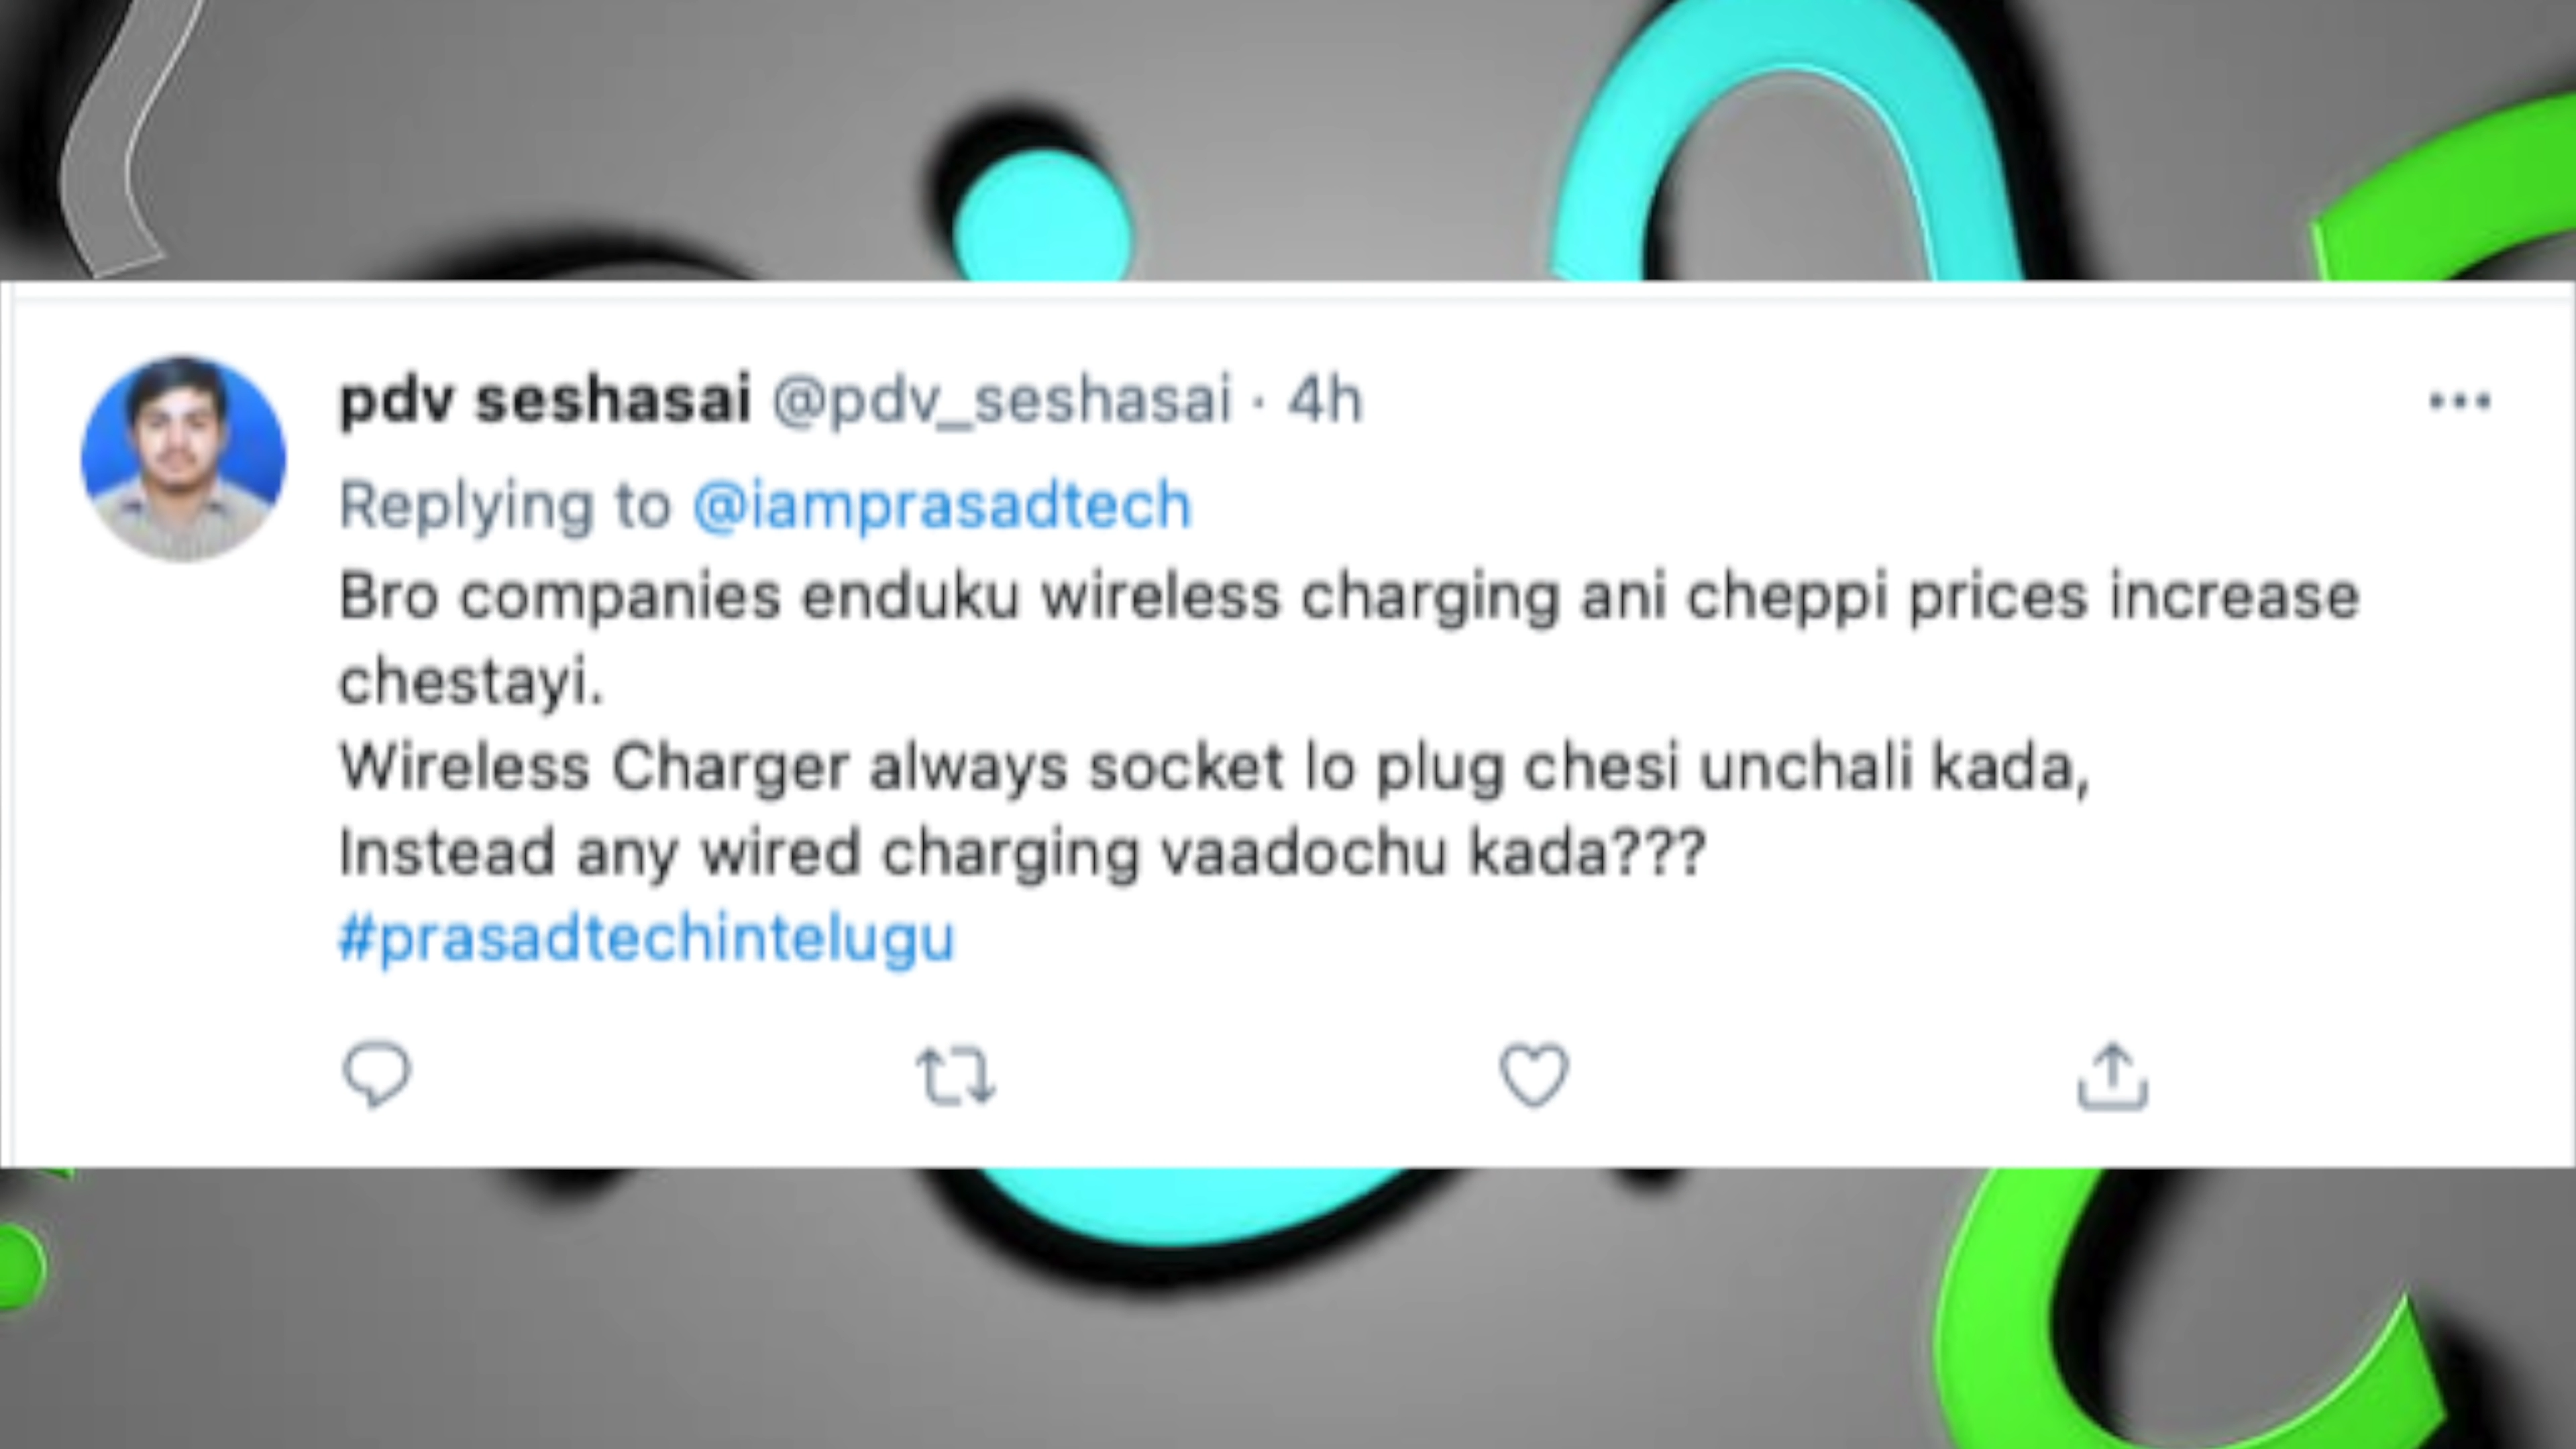 pdv seshasai @pdv_seshasai · 4h
Replying to @iamprasadtech
Bro companies enduku wireless charging ani cheppi prices increase
chestayi.
Wireless Charger always socket lo plug chesi unchali kada,
Instead any wired charging vaadochu kada???
#prasadtechintelugu